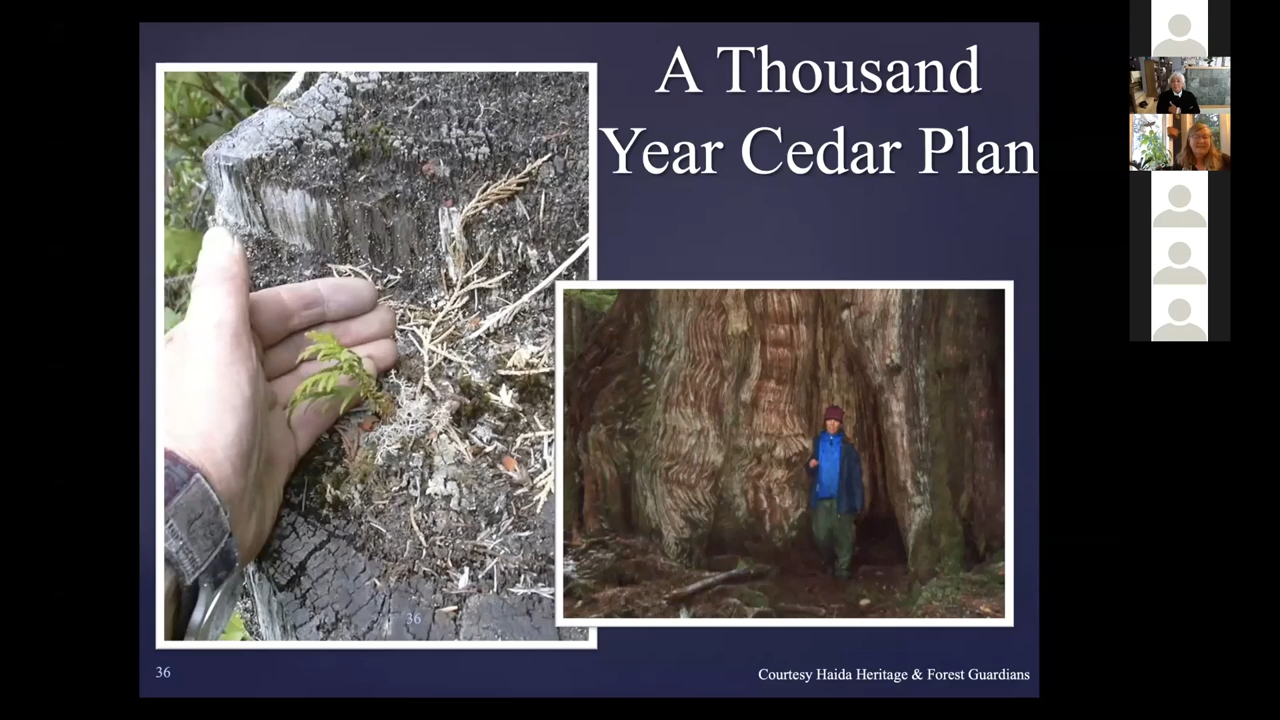 A Thousand
Year Cedar Plan
36
36
Courtesy Haida Heritage & Forest Guardians